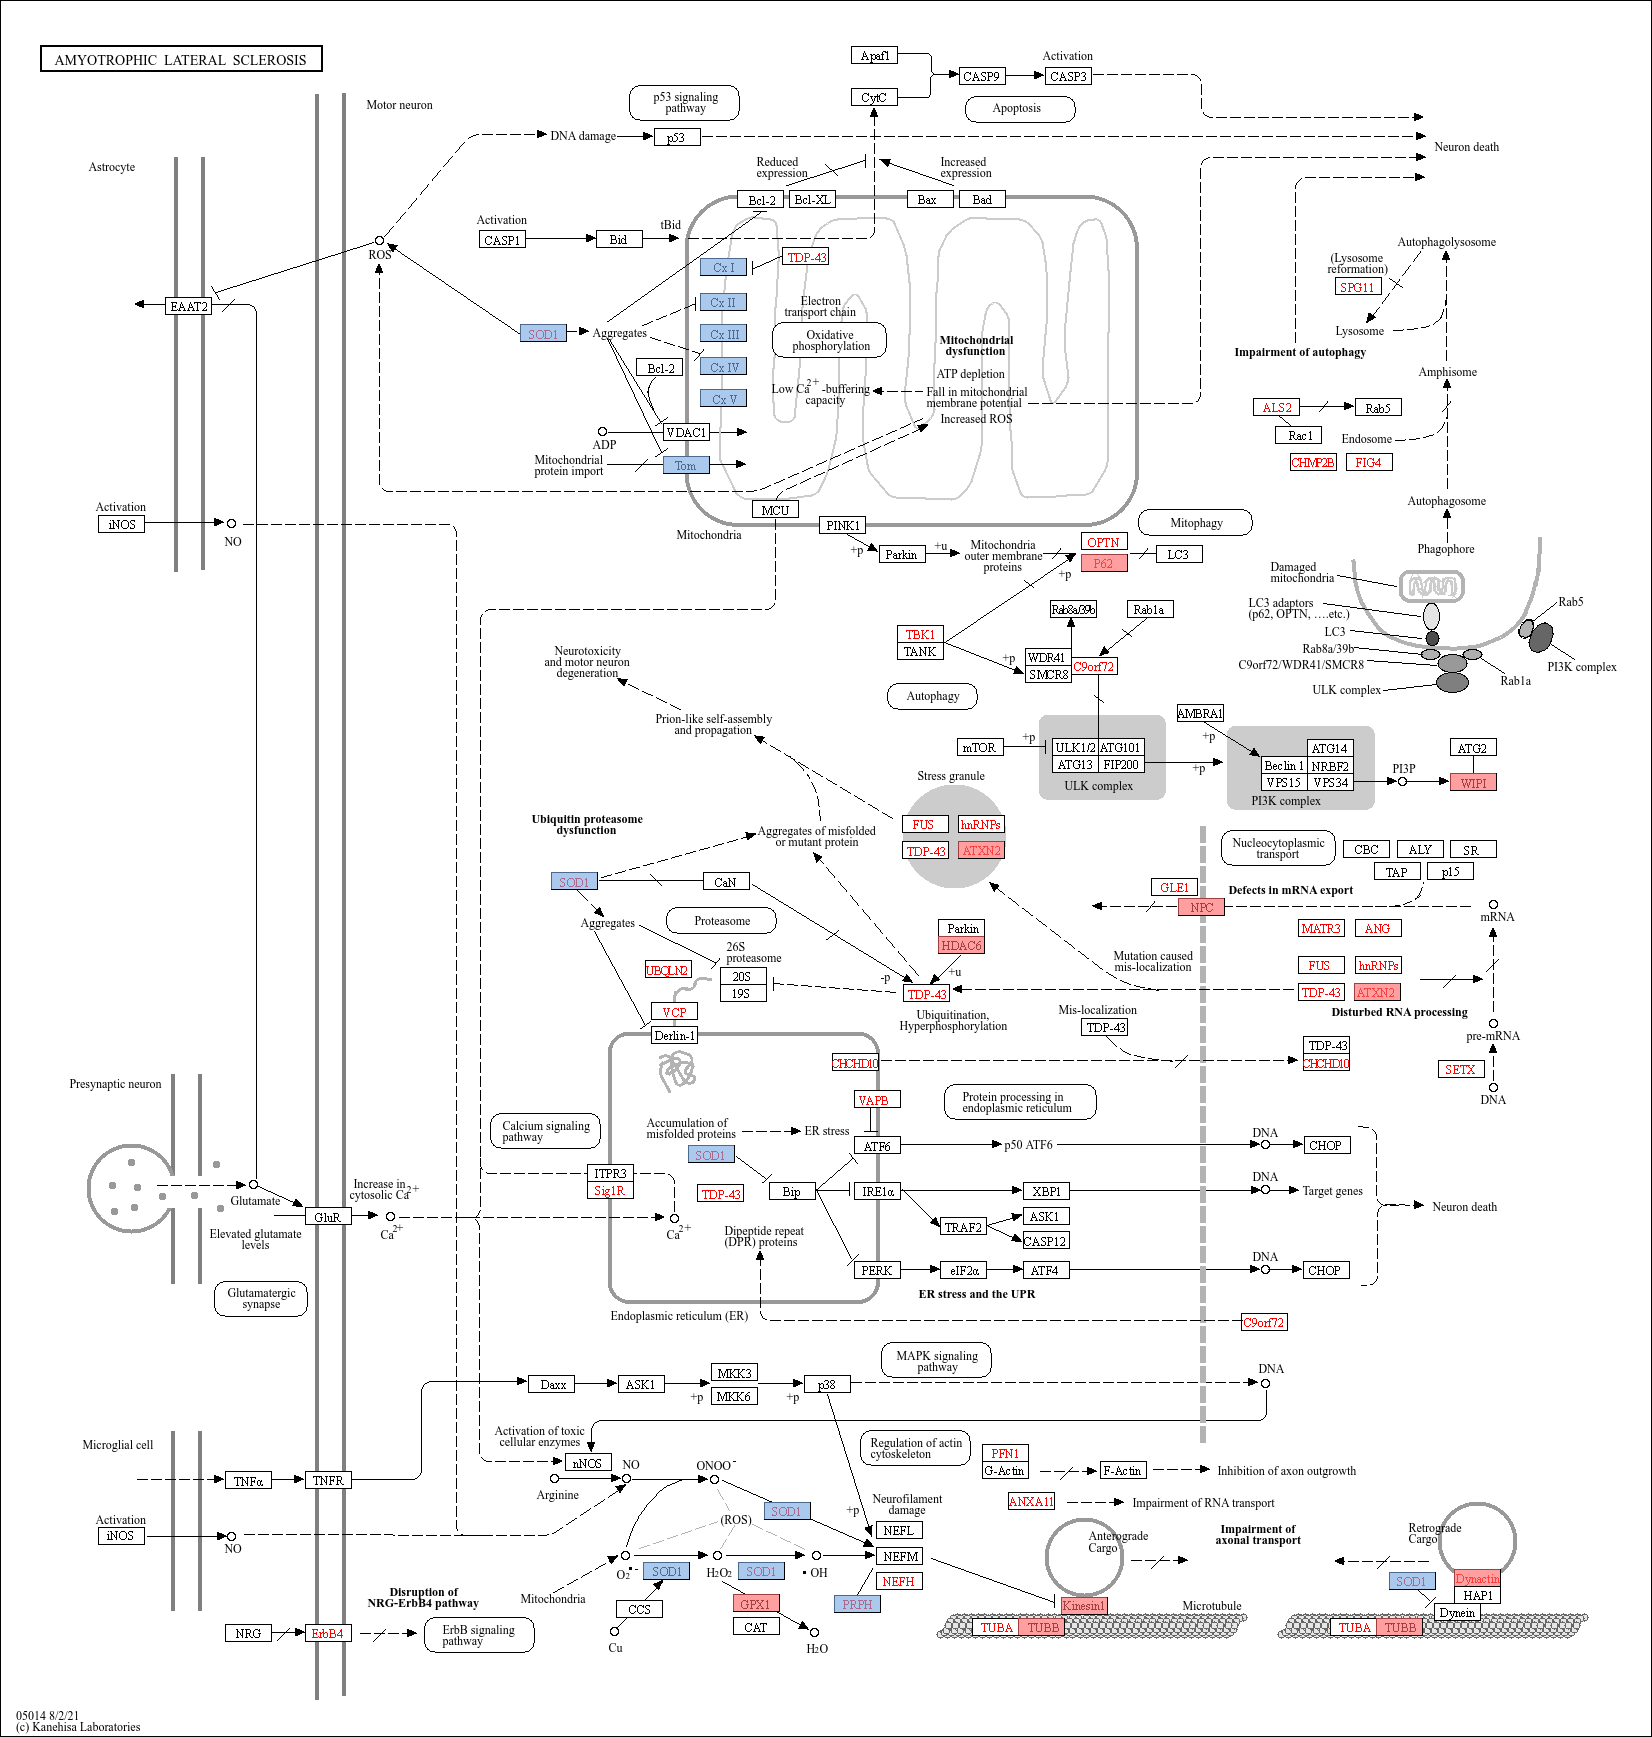 AMYOTROPHIC LATERAL SCLEROSIS
Motor neuron
Astrocyte
p53 signaling
pathway
DNA damage
p53
Apaf1
CytC
CASP9
Activation
CASP3
Apoptosis
Neuron death
Reduced
expression
Increased
expression
Bcl-2
Bcl-XL
Bax
Bad
Activation
CASP1
Bid
tBid
ROS
EAAT2
SOD1
Aggregates
Bcl-2
Cx I
Cx II
Cx III
Cx IV
Cx V
TDP-43
Electron
transport chain
Oxidative
phosphorylation
Mitochondrial
dysfunction
ATP depletion
Low Ca2+ -buffering
capacity
Fall in mitochondrial
membrane potential
Increased ROS
ADP
VDAC1
Mitochondrial
protein import
Tom
MCU
Mitochondria
PINK1
Autophagolysosome
(Lysosome
reformation)
SPG11
Lysosome
Impairment of autophagy
Amphisome
ALS2
Rab5
Rac1
Endosome
CHMP2B
FIG4
Autophagosome
Phagophore
Activation
iNOS
NO
+p
Parkin
+u
Mitochondria
outer membrane
proteins
Mitophagy
OPTN
P62
LC3
+p
Damaged
mitochondria
LC3 adaptors
(p62, OPTN, ....etc.)
LC3
Rab8a/39b
C9orf72/WDR41/SMCR8
ULK complex
Rab5
PI3K complex
Rab1a
TBK1
TANK
+p
Rab8a/39b
Rab1a
WDR41
SMCR8
C9orf72
Autophagy
Neurotoxicity
and motor neuron
degeneration
Prion-like self-assembly
and propagation
mTOR
+p
ULK1/2
ATG101
ATG13
FIP200
ULK complex
+p
AMBRA1
+p
ATG14
Beclin 1
NRBF2
VPS15
VPS34
PI3K complex
PI3P
ATG2
WIPI
Stress granule
FUS
hnRNPs
TDP-43
ATXN2
Ubiquitin proteasome
dysfunction
Aggregates of misfolded
or mutant protein
SOD1
CaN
Aggregates
Proteasome
26S
proteasome
20S
19S
UBQLN2
VCP
Derlin-1
Parkin
HDAC6
-p
+u
TDP-43
Ubiquitination,
Hyperphosphorylation
Nucleocytoplasmic
transport
CBC
ALY
SR
TAP
p15
GLE1
NPC
Defects in mRNA export
mRNA
MATR3
ANG
FUS
hnRNPs
TDP-43
ATXN2
Disturbed RNA processing
pre-mRNA
SETX
DNA
Mutation caused
mis-localization
Mis-localization
TDP-43
CHCHD10
TDP-43
CHCHD10
Presynaptic neuron
Glutamate
Elevated glutamate
levels
Glutamatergic
synapse
GluR
Increase in
cytosolic Ca2+
Ca2+
Calcium signaling
pathway
ITPR3
Sig1R
Ca2+
Accumulation of
misfolded proteins
SOD1
TDP-43
ER stress
VAPB
ATF6
Bip
IRE1α
PERK
Dipeptide repeat
(DPR) proteins
Endoplasmic reticulum (ER)
Protein processing in
endoplasmic reticulum
p50 ATF6
XBP1
TRAF2
ASK1
CASP12
eIF2α
ATF4
ER stress and the UPR
DNA
CHOP
DNA
Target genes
DNA
CHOP
Neuron death
C9orf72
MAPK signaling
pathway
DNA
Daxx
ASK1
+p
MKK3
MKK6
+p
p38
Microglial cell
TNFα
TNFR
Activation
iNOS
NO
Activation of toxic
cellular enzymes
nNOS
Arginine
NO
ONOO-
SOD1
(ROS)
+p
O2·-
SOD1
H2O2
SOD1
·OH
Mitochondria
CCS
Cu
GPX1
CAT
H2O
Regulation of actin
cytoskeleton
Neurofilament
damage
NEFL
NEFM
NEFH
PRPH
PFN1
G-Actin
F-Actin
Inhibition of axon outgrowth
ANXA11
Impairment of RNA transport
Anterograde
Cargo
Impairment of
axonal transport
Retrograde
Cargo
Kinesin1
Microtubule
SOD1
Dynactin
HAP1
Dynein
TUBA
TUBB
TUBA
TUBB
Disruption of
NRG-ErbB4 pathway
NRG
ErbB4
ErbB signaling
pathway
05014 8/2/21
(c) Kanehisa Laboratories